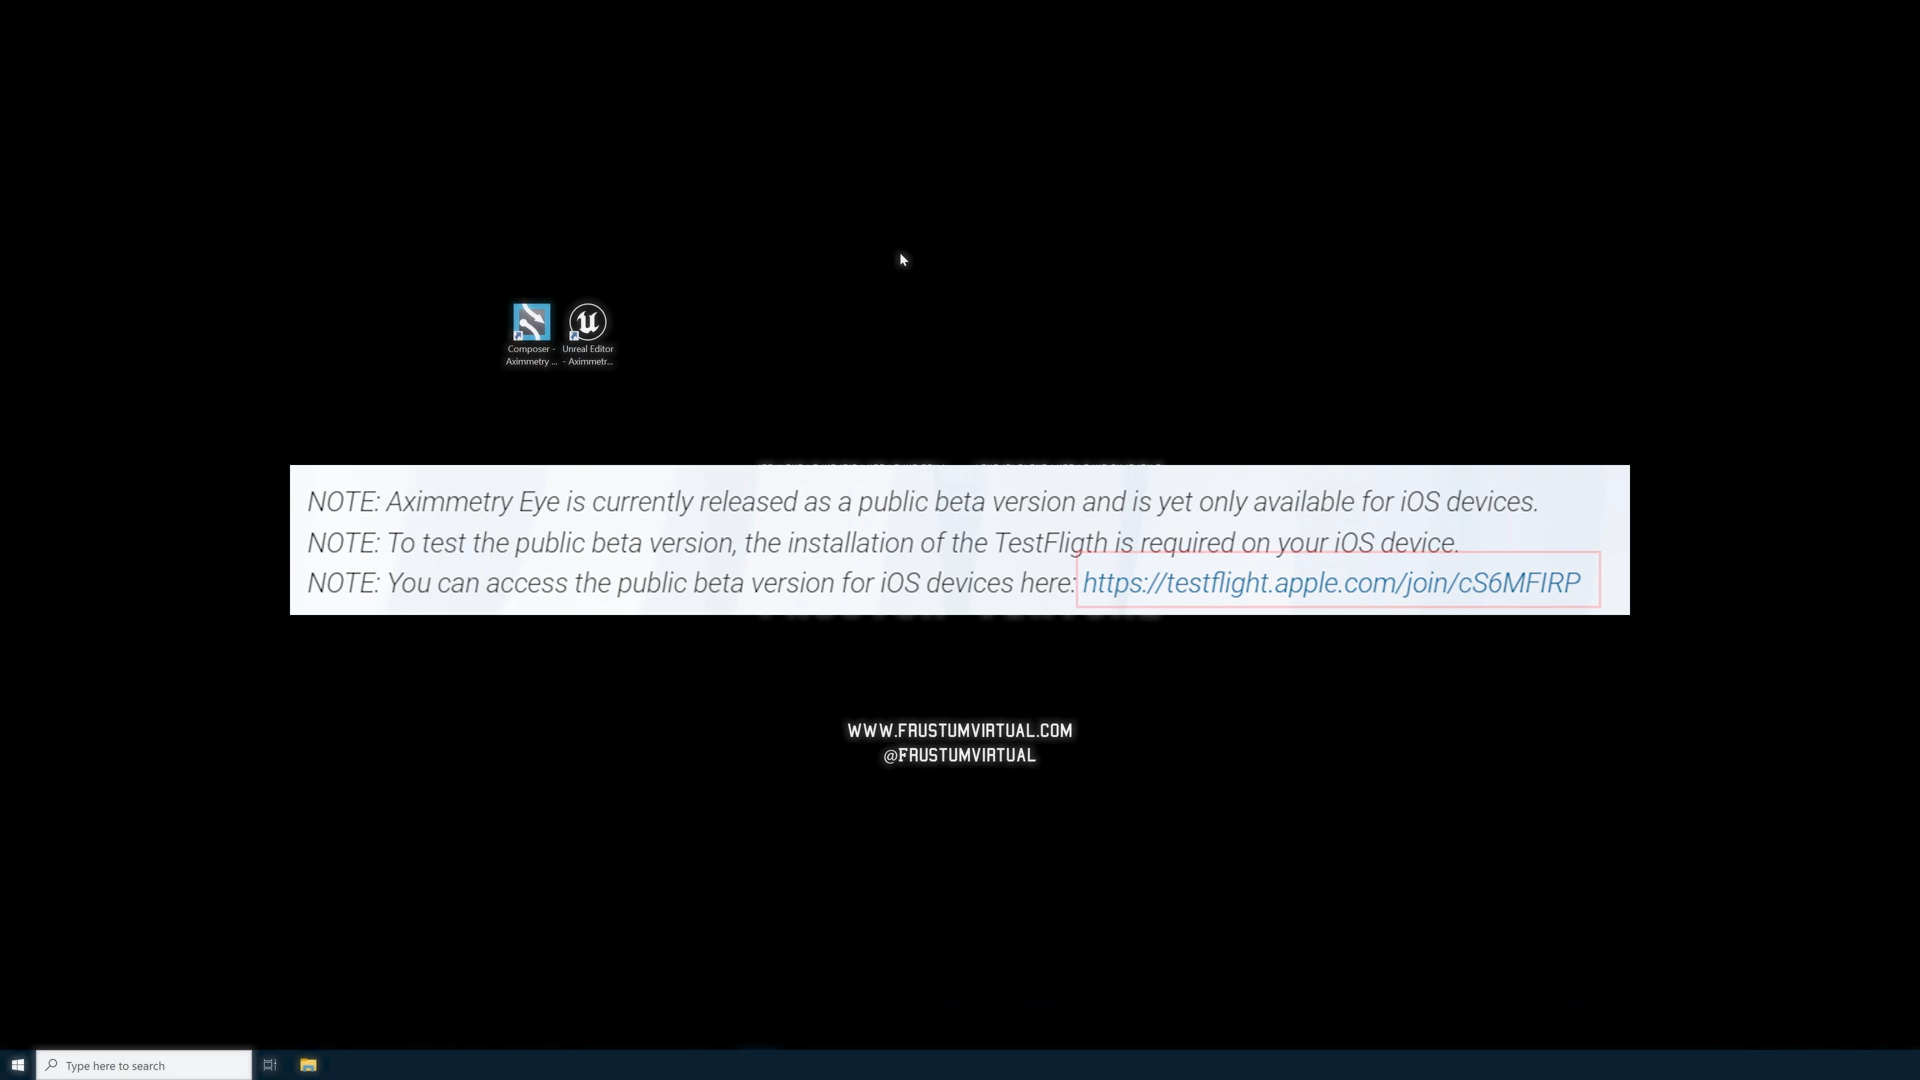 Composer -
Aximmetry ...
Unreal Editor
- Aximmetr...
NOTE: Aximmetry Eye is currently released as a public beta version and is yet only available for iOS devices.
NOTE: To test the public beta version, the installation of the TestFligth is required on your iOS device.
NOTE: You can access the public beta version for iOS devices here: https://testflight.apple.com/join/cS6MFIRP
WWW.FRUSTUMVIRTUAL.COM
@FRUSTUMVIRTUAL
Type here to search